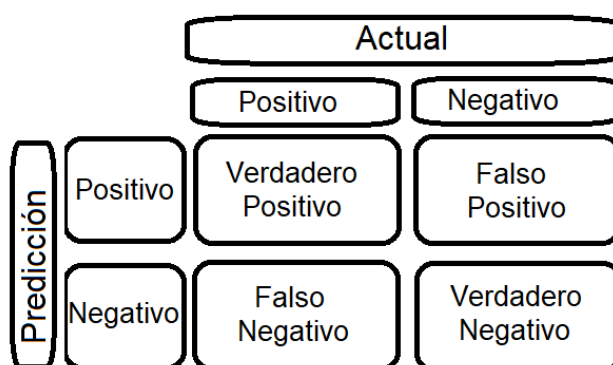 Actual
Positivo
Negativo
Predicción
Positivo
Verdadero
Positivo
Falso
Positivo
Negativo
Falso
Negativo
Verdadero
Negativo